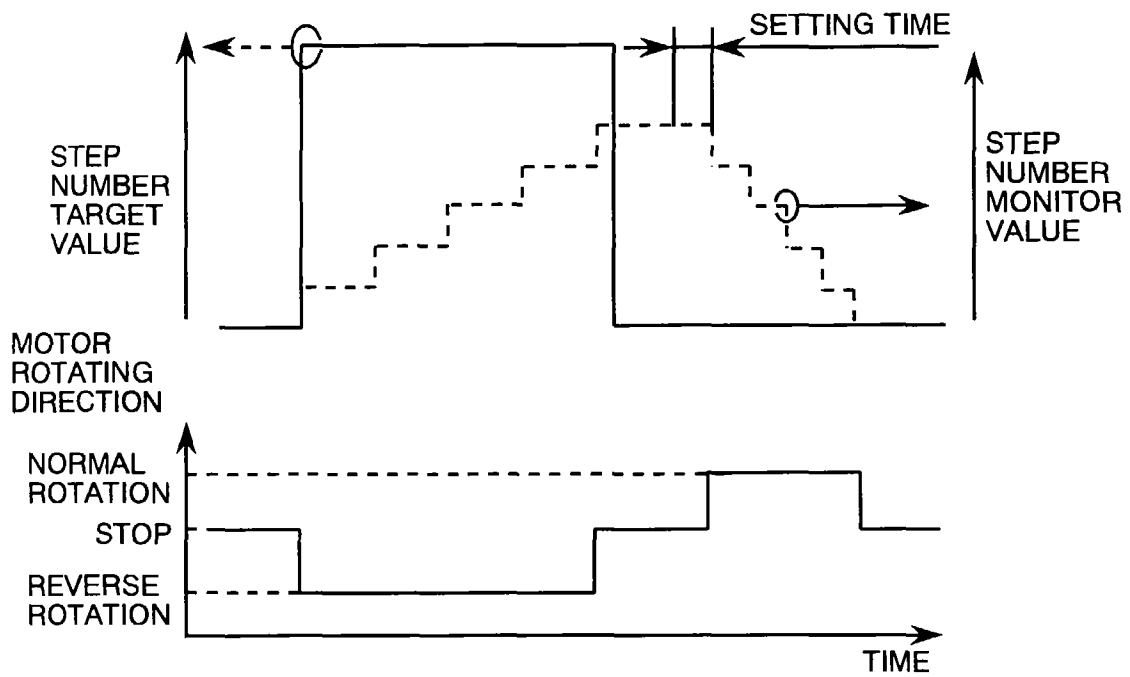 SETTING TIME
STEP
NUMBER
TARGET
VALUE
STEP
NUMBER
MONITOR
VALUE
MOTOR
ROTATING
DIRECTION
NORMAL
ROTATION
STOP
REVERSE
ROTATION
TIME